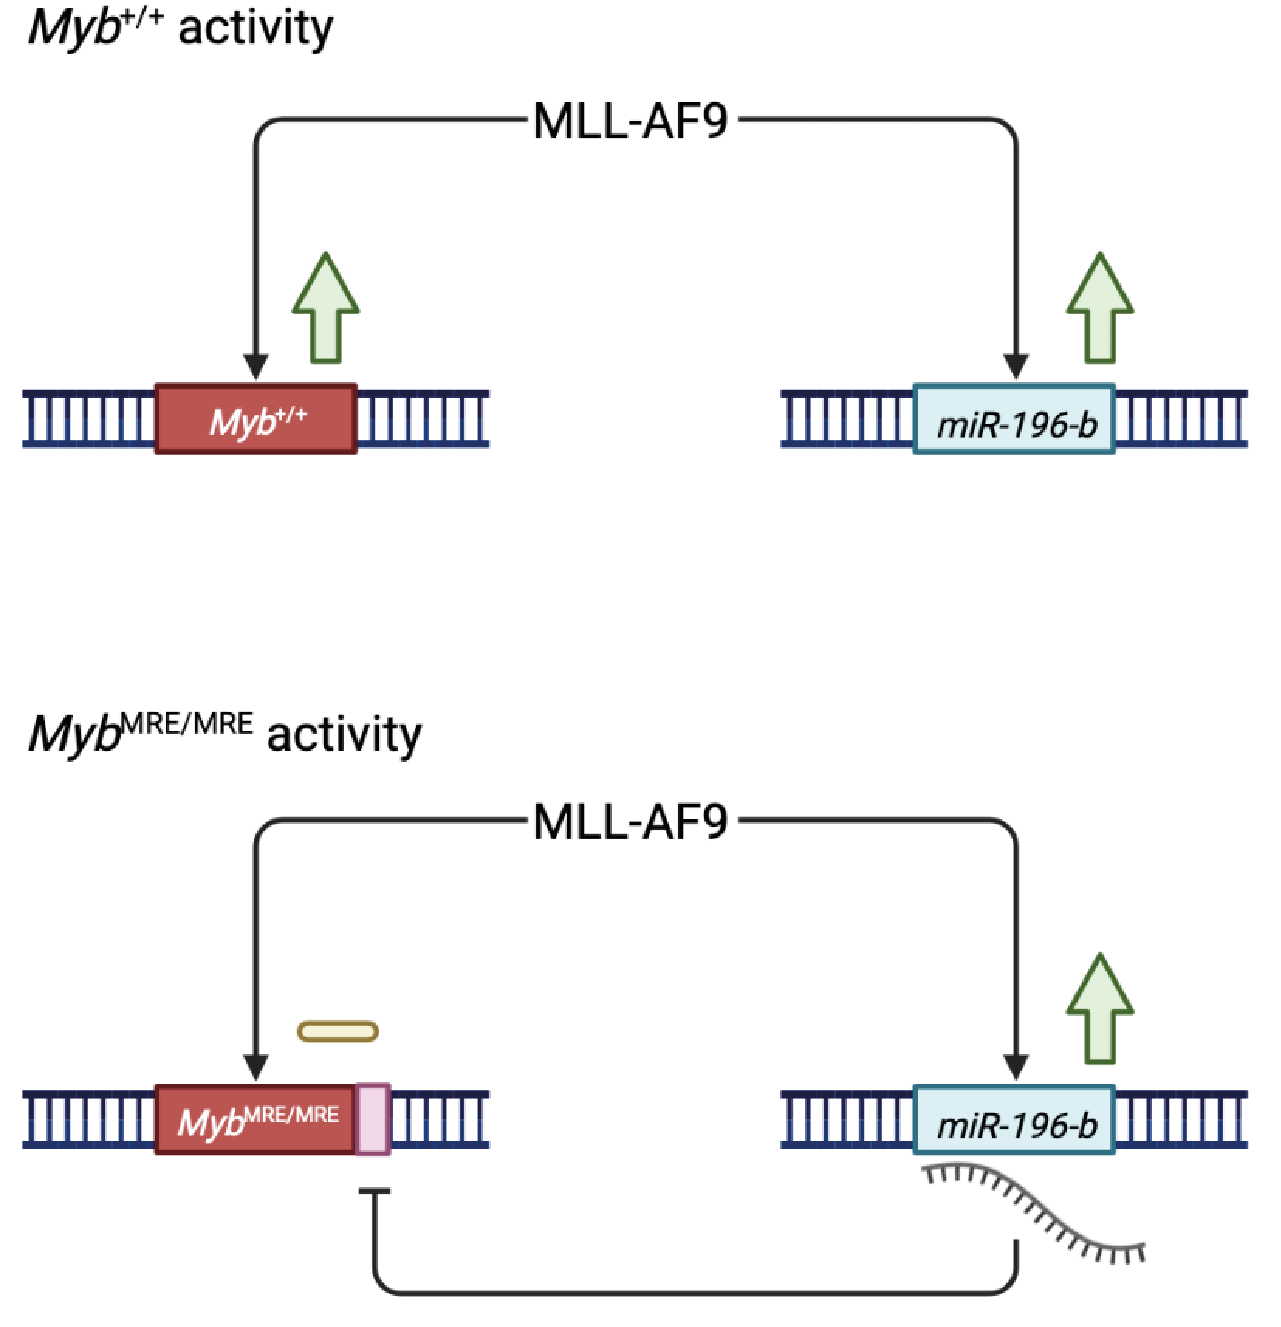 Myb+/+ activity
MLL-AF9
Myb+/+
miR-196-b
MybMRE/MRE activity
MLL-AF9
MybMRE/MRE
miR-196-b